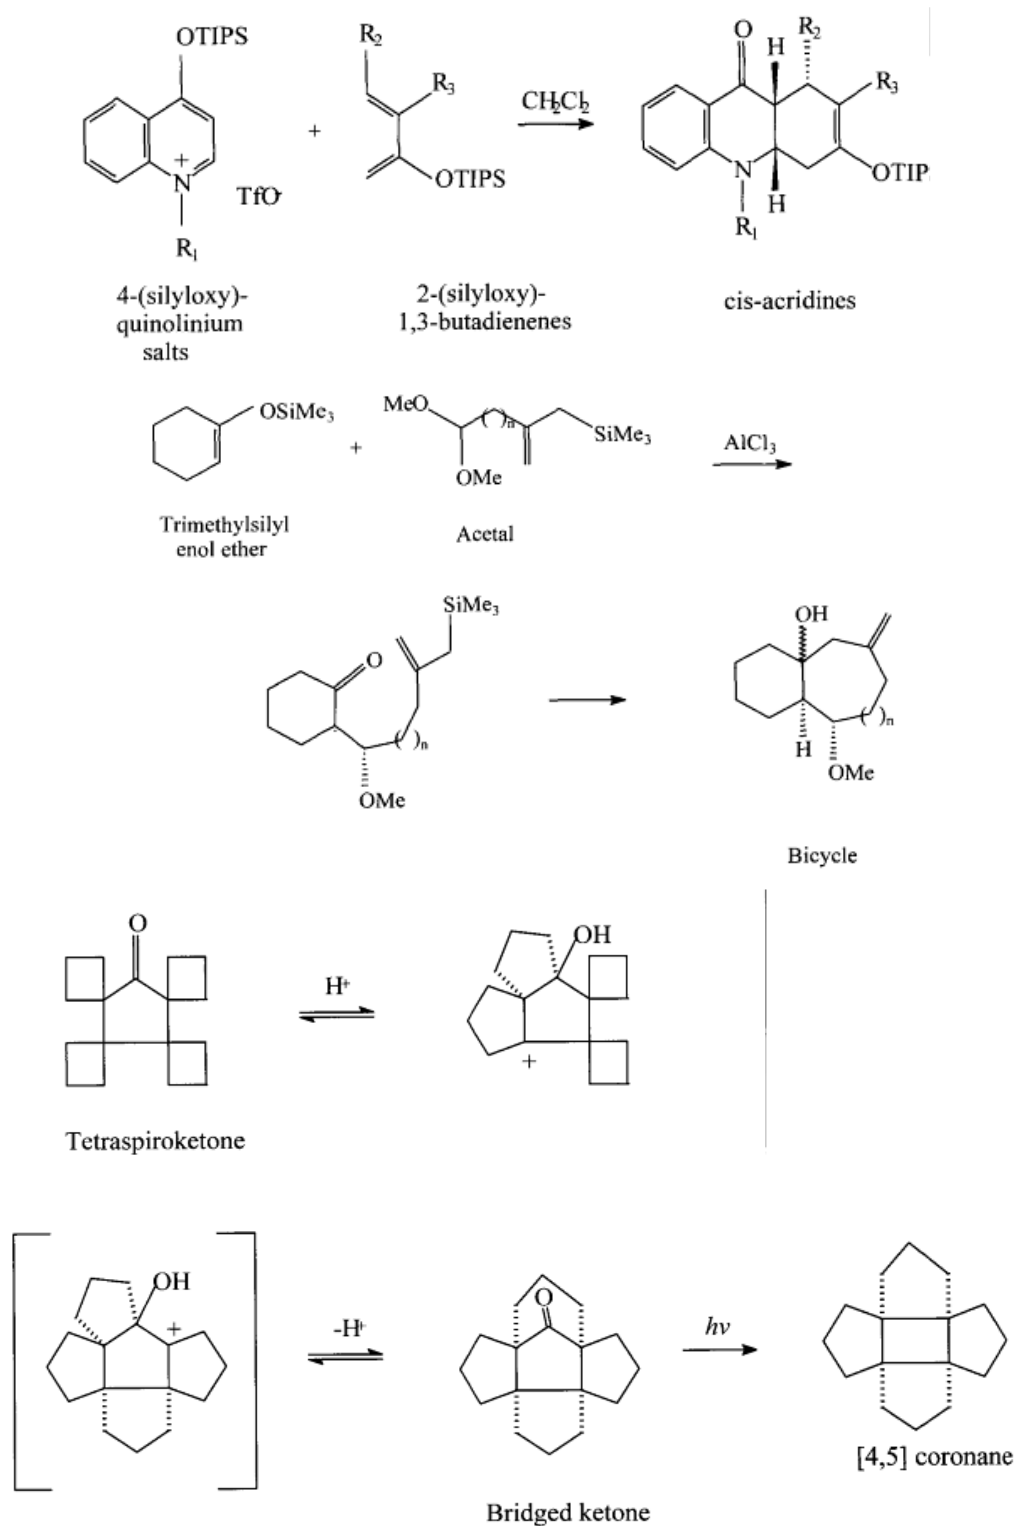 OTIPS
N
+
R1
TfO-
+
R2
R3
OTIPS
CH2Cl2
O
H
R2
R3
N
H
OTIP
R1
4-(silyloxy)-
quinolinium
salts
2-(silyloxy)-
1,3-butadienenes
cis-acridines
OSiMe3
+
MeO
( )n
SiMe3
OMe
AlCl3
Trimethylsilyl
enol ether
Acetal
SiMe3
O
( )n
OMe
OH
( )n
H
OMe
Bicycle
O
H+
OH
+
Tetraspiroketone
OH
+
-H+
O
hν
[4,5] coronane
Bridged ketone